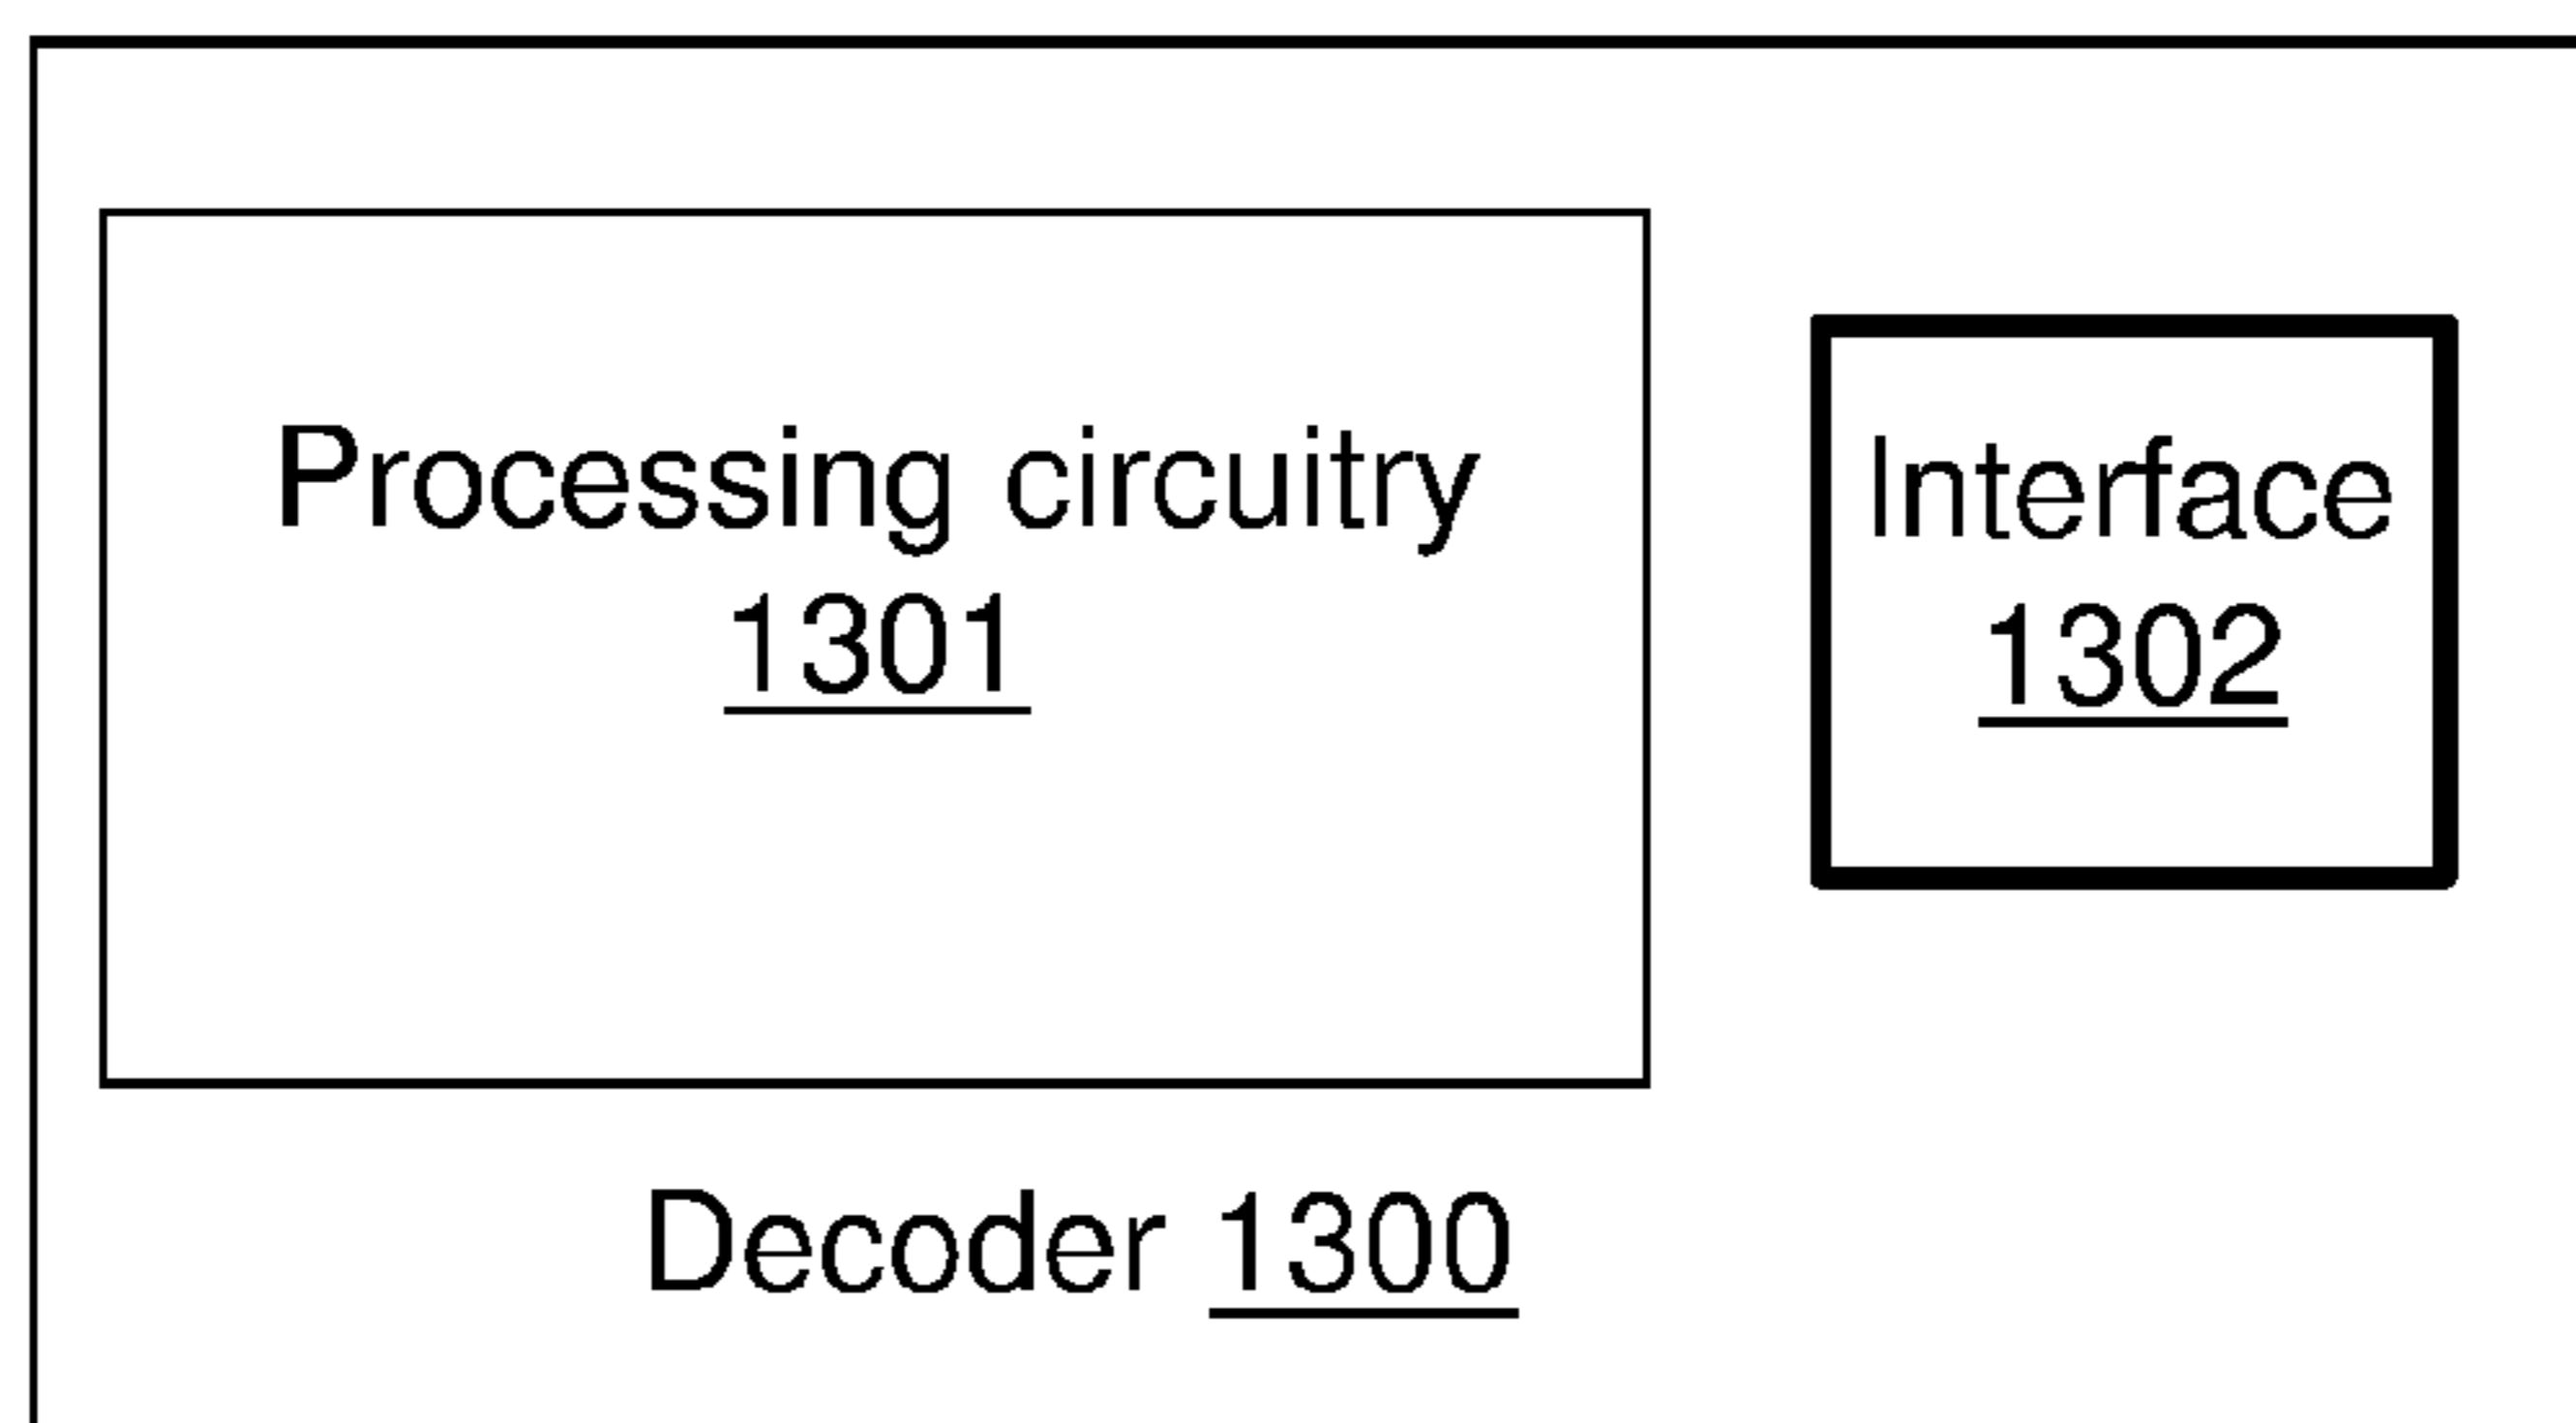 Processing circuitry
1301
Interface
1302
Decoder 1300